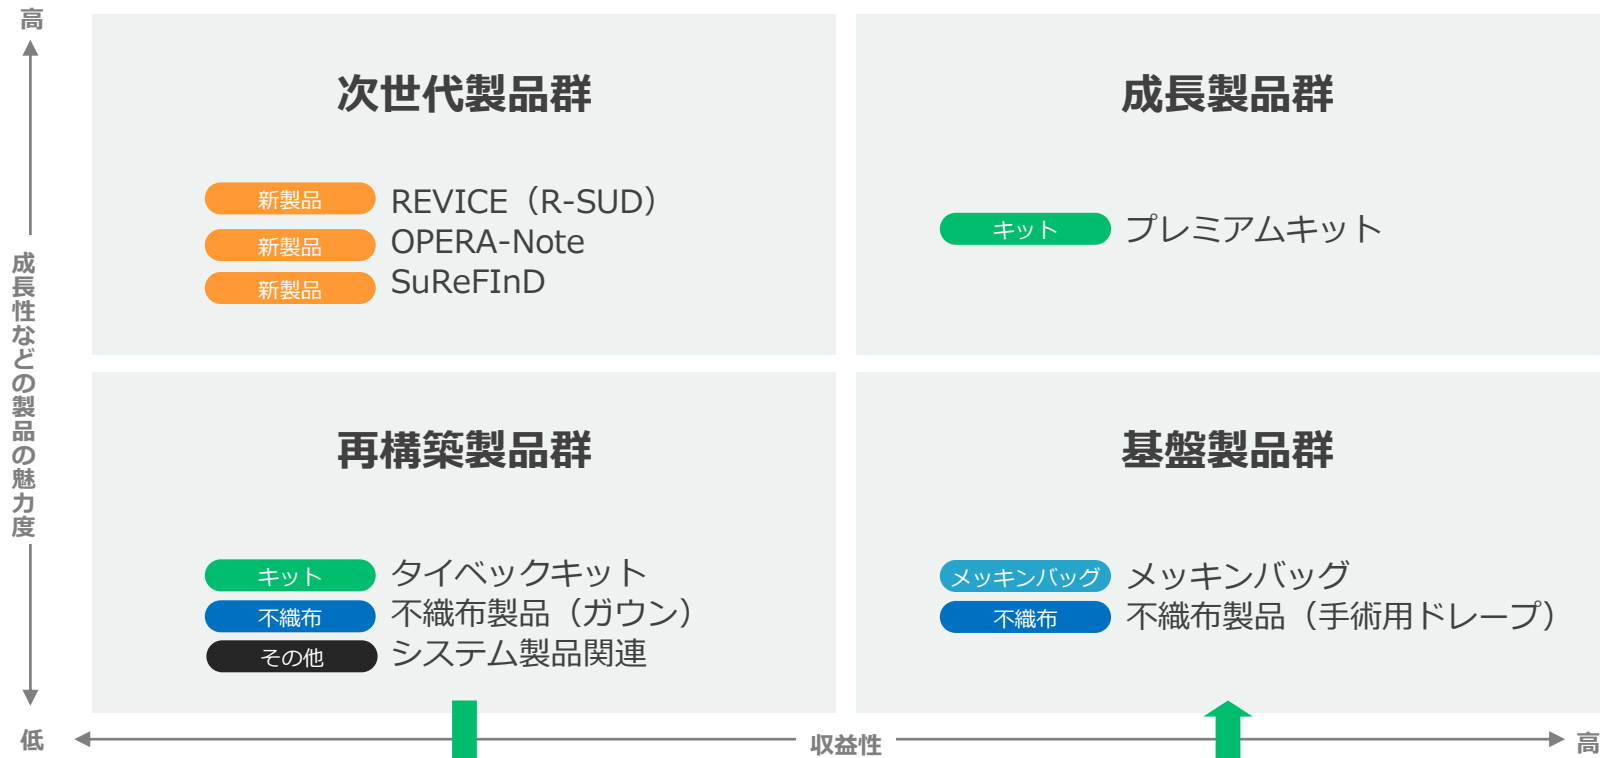 高
成長性などの製品の魅力度
低
次世代製品群
新製品 REVICE（R-SUD）
新製品 OPERA-Note
新製品 SuReFInD
成長製品群
キット プレミアムキット
再構築製品群
キット タイベックキット
不織布 不織布製品（ガウン）
その他 システム製品関連
基盤製品群
メッキンバッグ メッキンバッグ
不織布 不織布製品（手術用ドレープ）
収益性
高